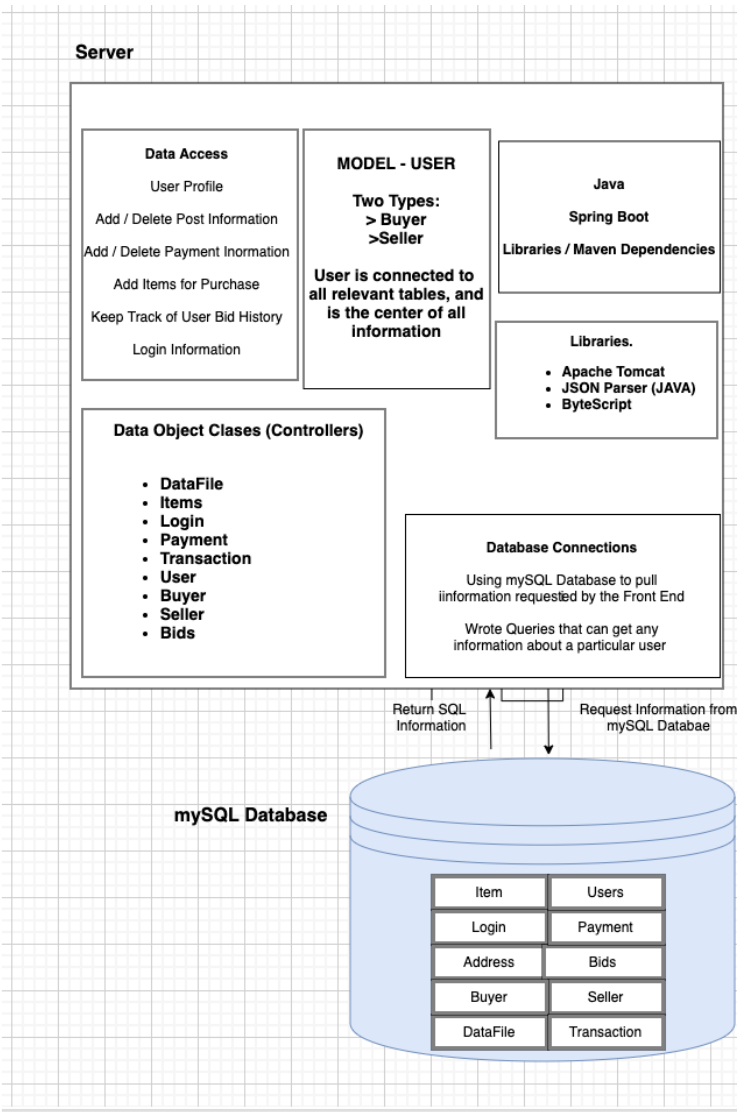 Server
Data Access
User Profile
Add / Delete Post Information
Add / Delete Payment Inormation
Add Items for Purchase
Keep Track of User Bid History
Login Information
MODEL - USER
Two Types:
> Buyer
>Seller
User is connected to
all relevant tables, and
is the center of all
information
Java
Spring Boot
Libraries / Maven Dependencies
Libraries.
• Apache Tomcat
• JSON Parser (JAVA)
• ByteScript
Data Object Clases (Controllers)
• DataFile
• Items
• Login
• Payment
• Transaction
• User
• Buyer
• Seller
• Bids
Database Connections
Using mySQL Database to pull
iinformation requested by the Front End
Wrote Queries that can get any
information about a particular user
Return SQL
Information
Request Information from
mySQL Databae
mySQL Database
Item
Users
Login
Payment
Address
Bids
Buyer
Seller
DataFile
Transaction